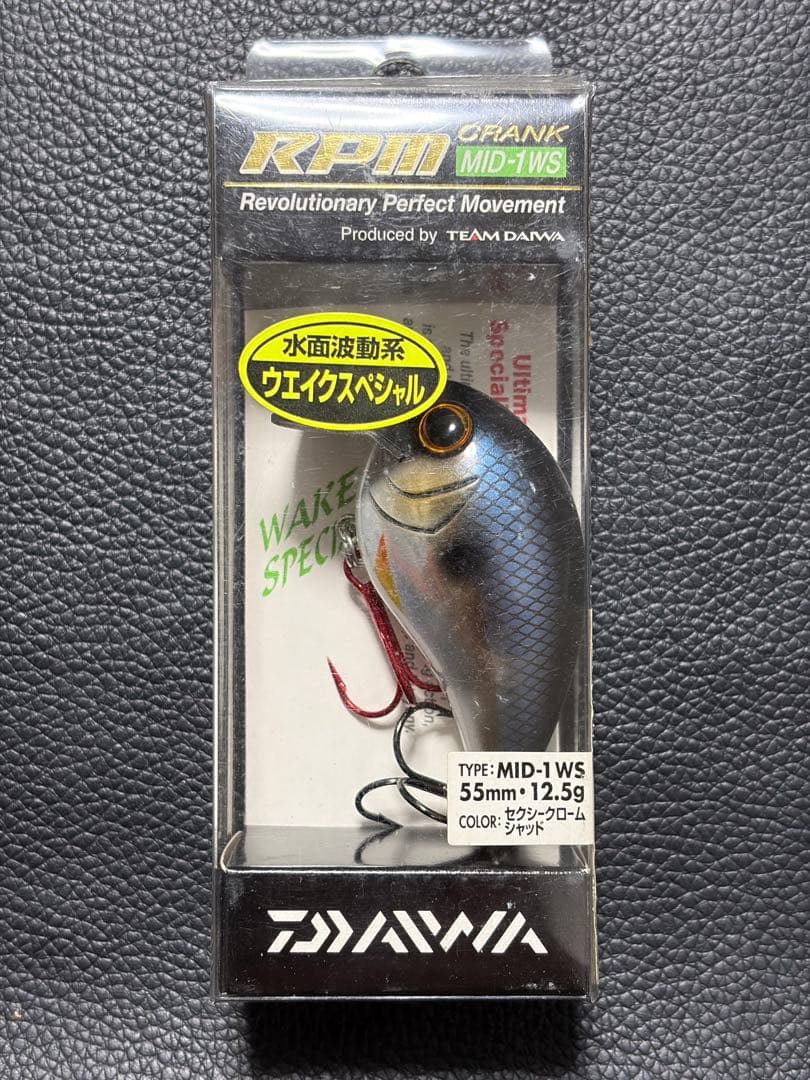 RPM CRANK
MID-1WS
Revolutionary Perfect Movement
Produced by TEAM DAIWA
水面波動系
ウエイクスペシャル
WAKE
TYPE: MID-1WS
55mm・12.5g
COLOR: セクシークローム
シャッド
DAIWA